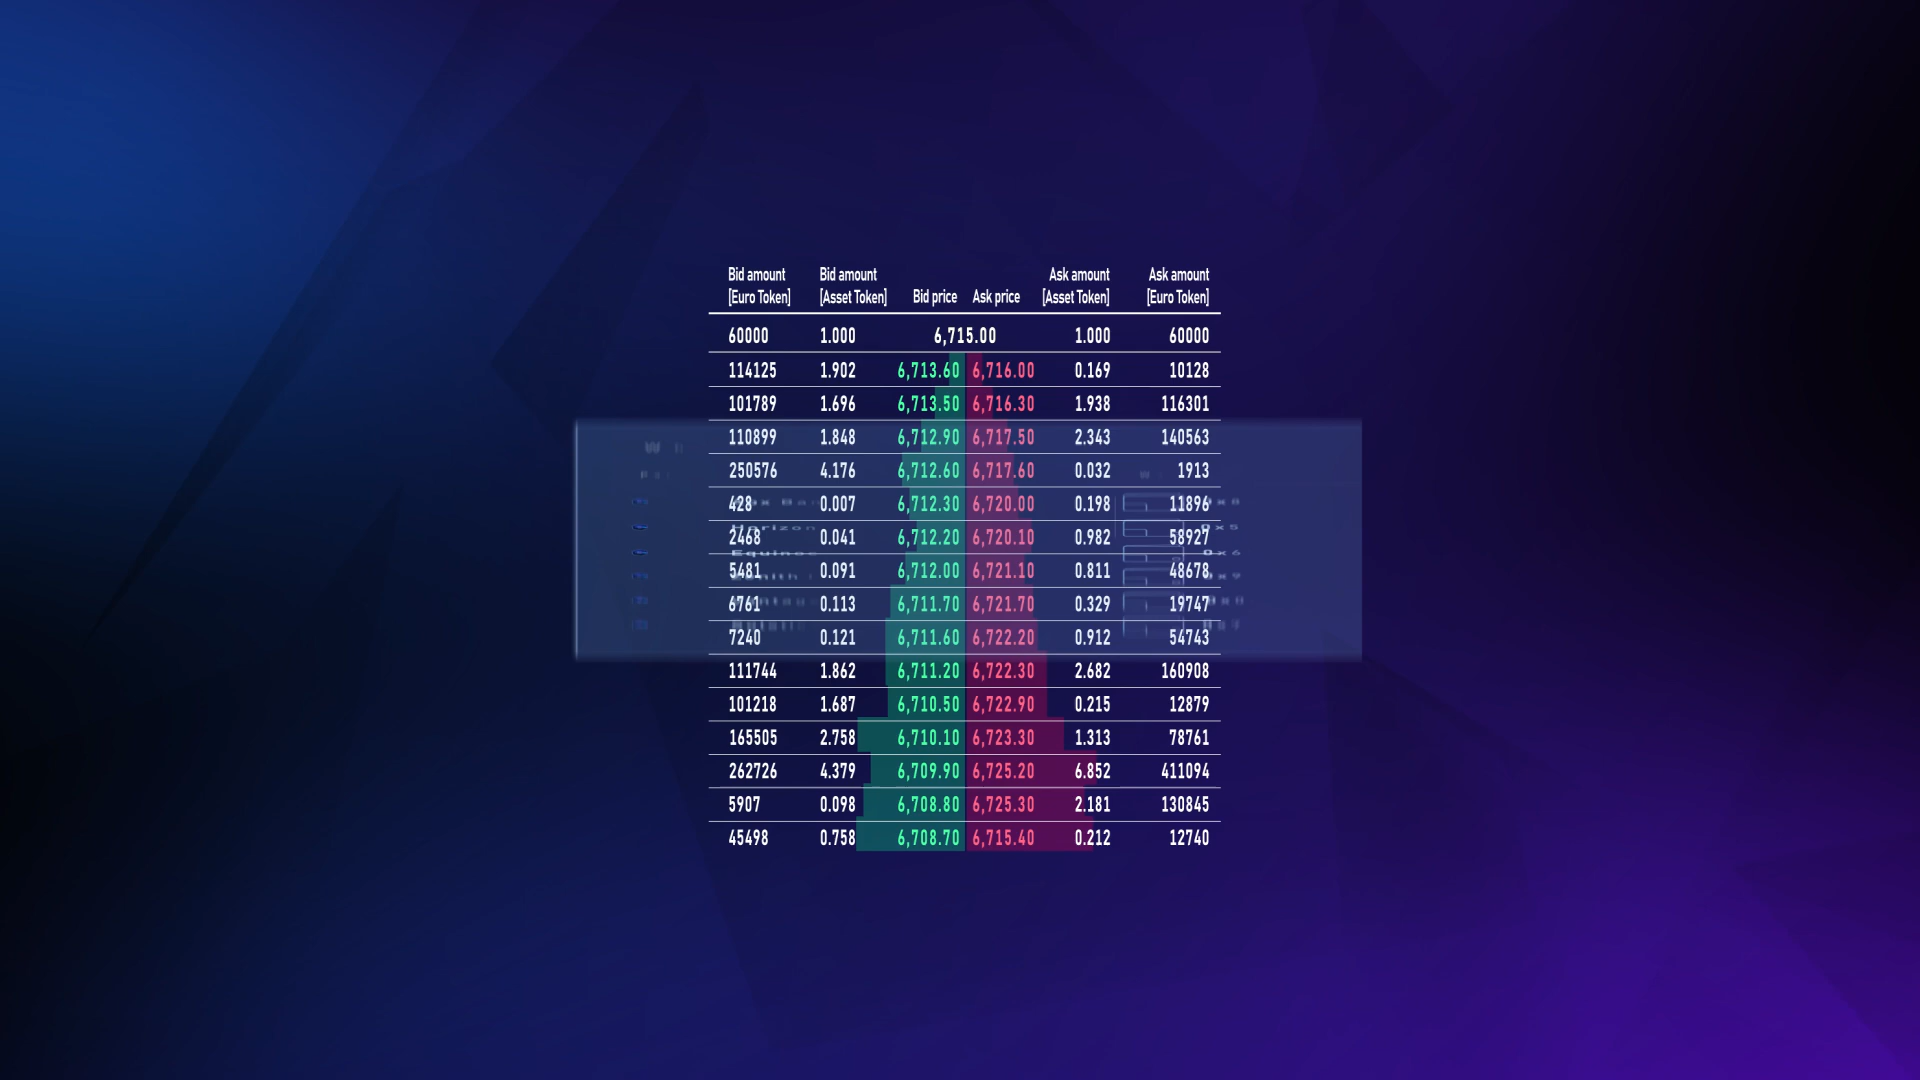 Bid amount [Euro Token] Bid amount [Asset Token] Bid price Ask price Ask amount [Asset Token] Ask amount [Euro Token]
60000 1.000 6,715.00 1.000 60000
114125 1.902 6,713.60 6,716.00 0.169 10128
101789 1.696 6,713.50 6,716.30 1.938 116301
110899 1.848 6,712.90 6,717.50 2.343 140563
250576 4.176 6,712.60 6,717.60 0.032 1913
428 0.007 6,712.30 6,720.00 0.198 11896
2468 0.041 6,712.20 6,720.10 0.982 58927
5481 0.091 6,712.00 6,721.10 0.811 48678
6761 0.113 6,711.70 6,721.70 0.329 19747
7240 0.121 6,711.60 6,722.20 0.912 54743
111744 1.862 6,711.20 6,722.30 2.682 160908
101218 1.687 6,710.50 6,722.90 0.215 12879
165505 2.758 6,710.10 6,723.30 1.313 78761
262726 4.379 6,709.90 6,725.20 6.852 411094
5907 0.098 6,708.80 6,725.30 2.181 130845
45498 0.758 6,708.70 6,715.40 0.212 12740
Horizon